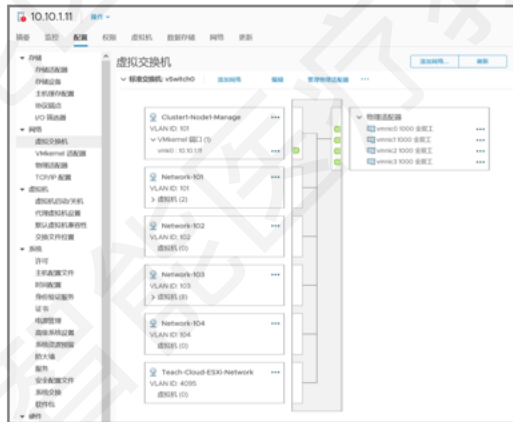 10.10.1.11
操作
摘要 监控 配置 权限 虚拟机 数据存储 网络 更新
存储
存储适配器
存储设备
主机缓存配置
协议端点
I/O 筛选器
网络
虚拟交换机
VMkernel 适配器
物理适配器
TCP/IP 配置
虚拟机
虚拟机启动/关机
代理虚拟机设置
默认虚拟机兼容性
交换文件位置
系统
许可
主机配置文件
时间配置
身份验证服务
证书
电源管理
高级系统设置
系统资源预留
防火墙
服务
安全配置文件
系统交换
软件包
硬件
虚拟交换机
添加网络... 刷新
标准交换机: vSwitch0 添加网络 编辑 管理物理适配器 ...
Cluster1-Node1-Manage ...
VLAN ID: 101
VMkernel 端口 (1)
vmk0 : 10.10.1.11 ...
Network-101 ...
VLAN ID: 101
虚拟机 (2)
Network-102 ...
VLAN ID: 102
虚拟机 (0)
Network-103 ...
VLAN ID: 103
虚拟机 (8)
Network-104 ...
VLAN ID: 104
虚拟机 (0)
Teach-Cloud-ESXi-Network ...
VLAN ID: 4095
虚拟机 (0)
物理适配器
vmnic0 1000 全双工 ...
vmnic1 1000 全双工 ...
vmnic2 1000 全双工 ...
vmnic3 1000 全双工 ...
智能医疗